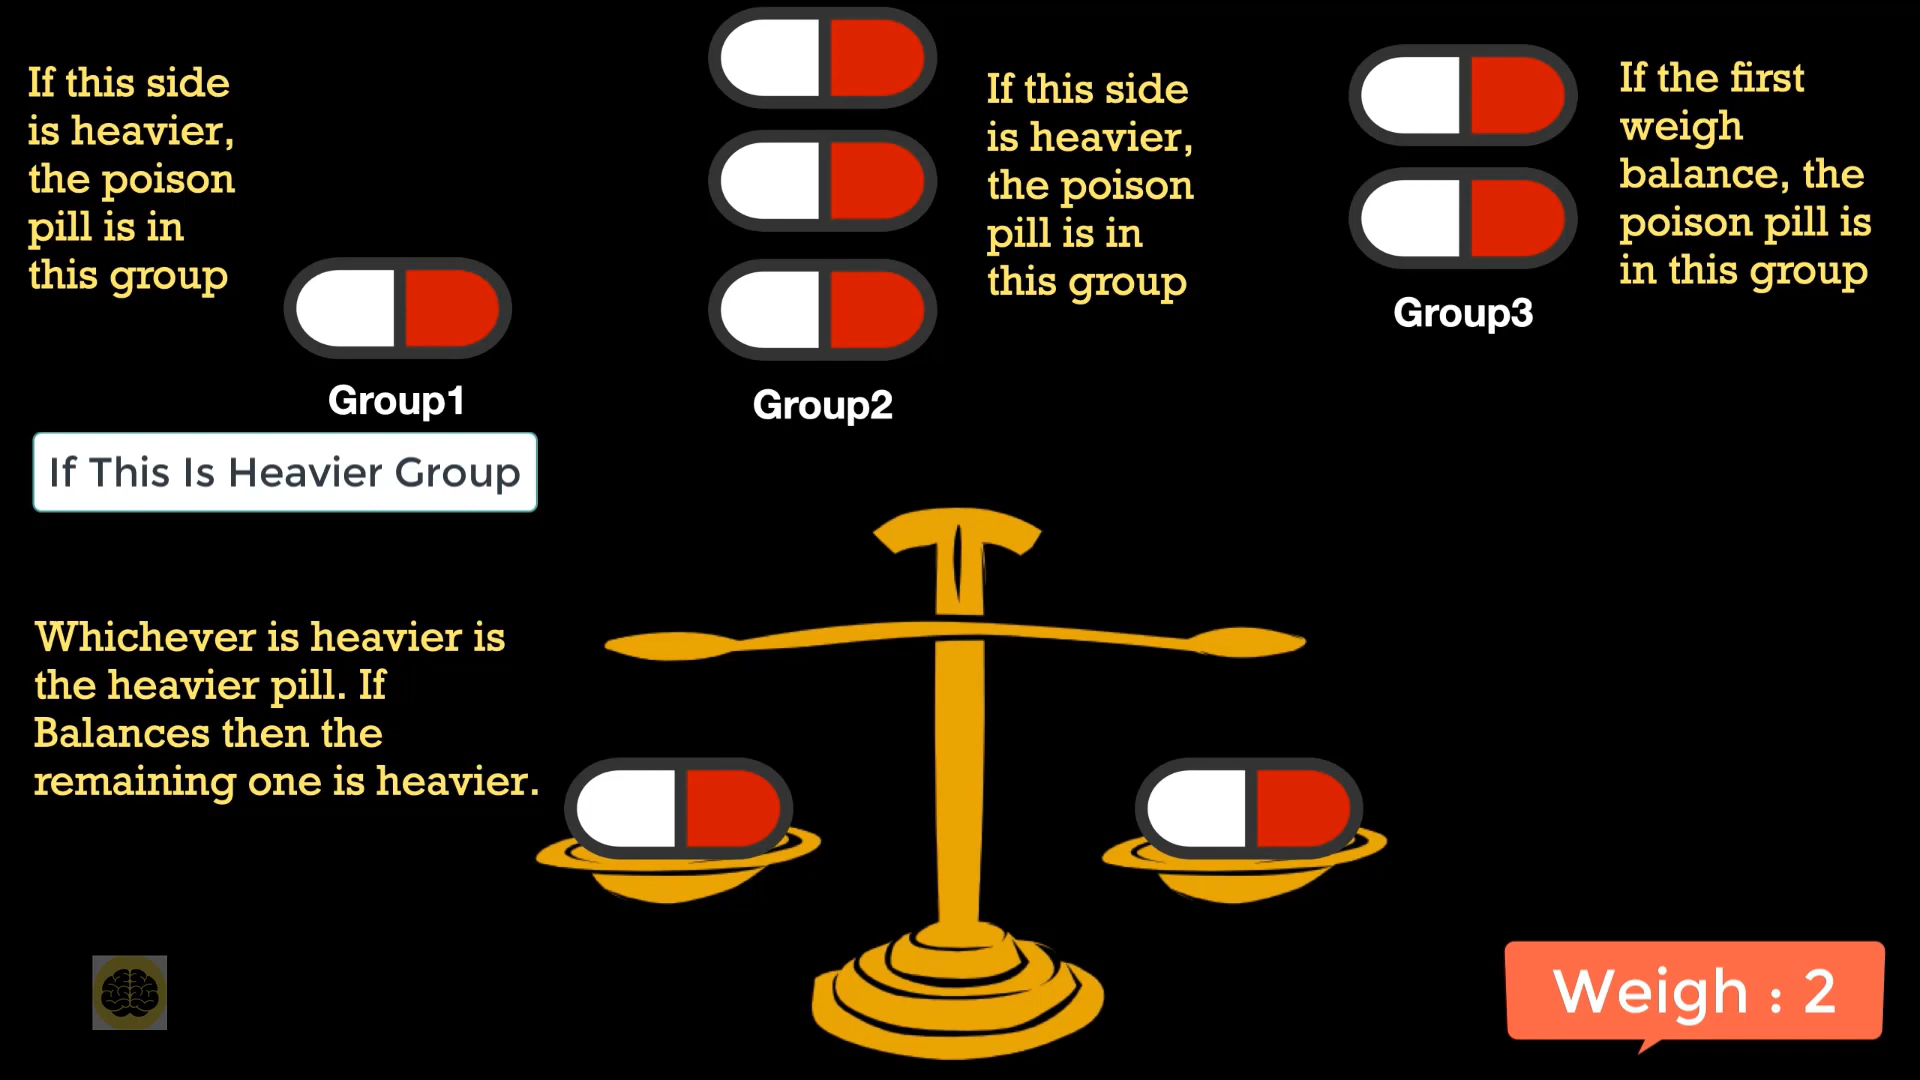 If this side
is heavier,
the poison
pill is in
this group
Group1
If This Is Heavier Group
If this side
is heavier,
the poison
pill is in
this group
Group2
If the first
weigh
balance, the
poison pill is
in this group
Group3
Whichever is heavier is
the heavier pill. If
Balances then the
remaining one is heavier.
Weigh : 2